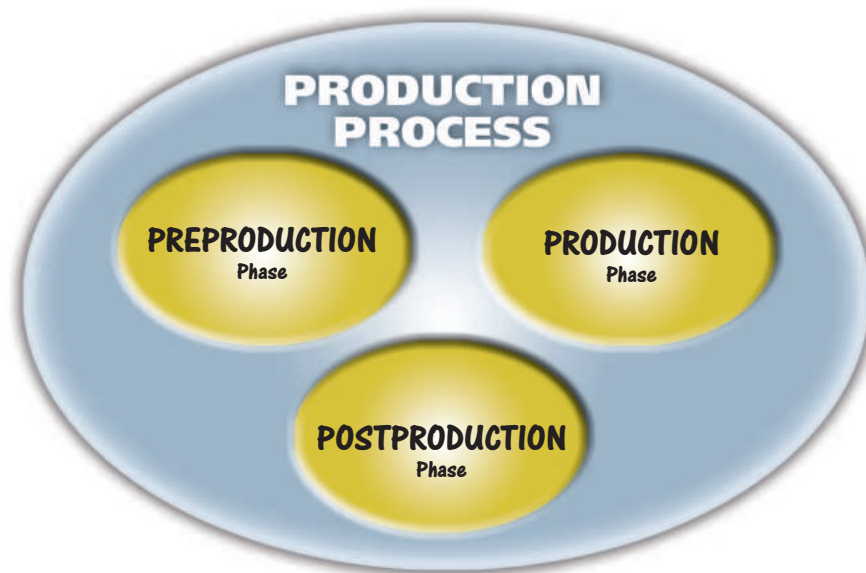 PRODUCTION
PROCESS
PREPRODUCTION
Phase
PRODUCTION
Phase
POSTPRODUCTION
Phase